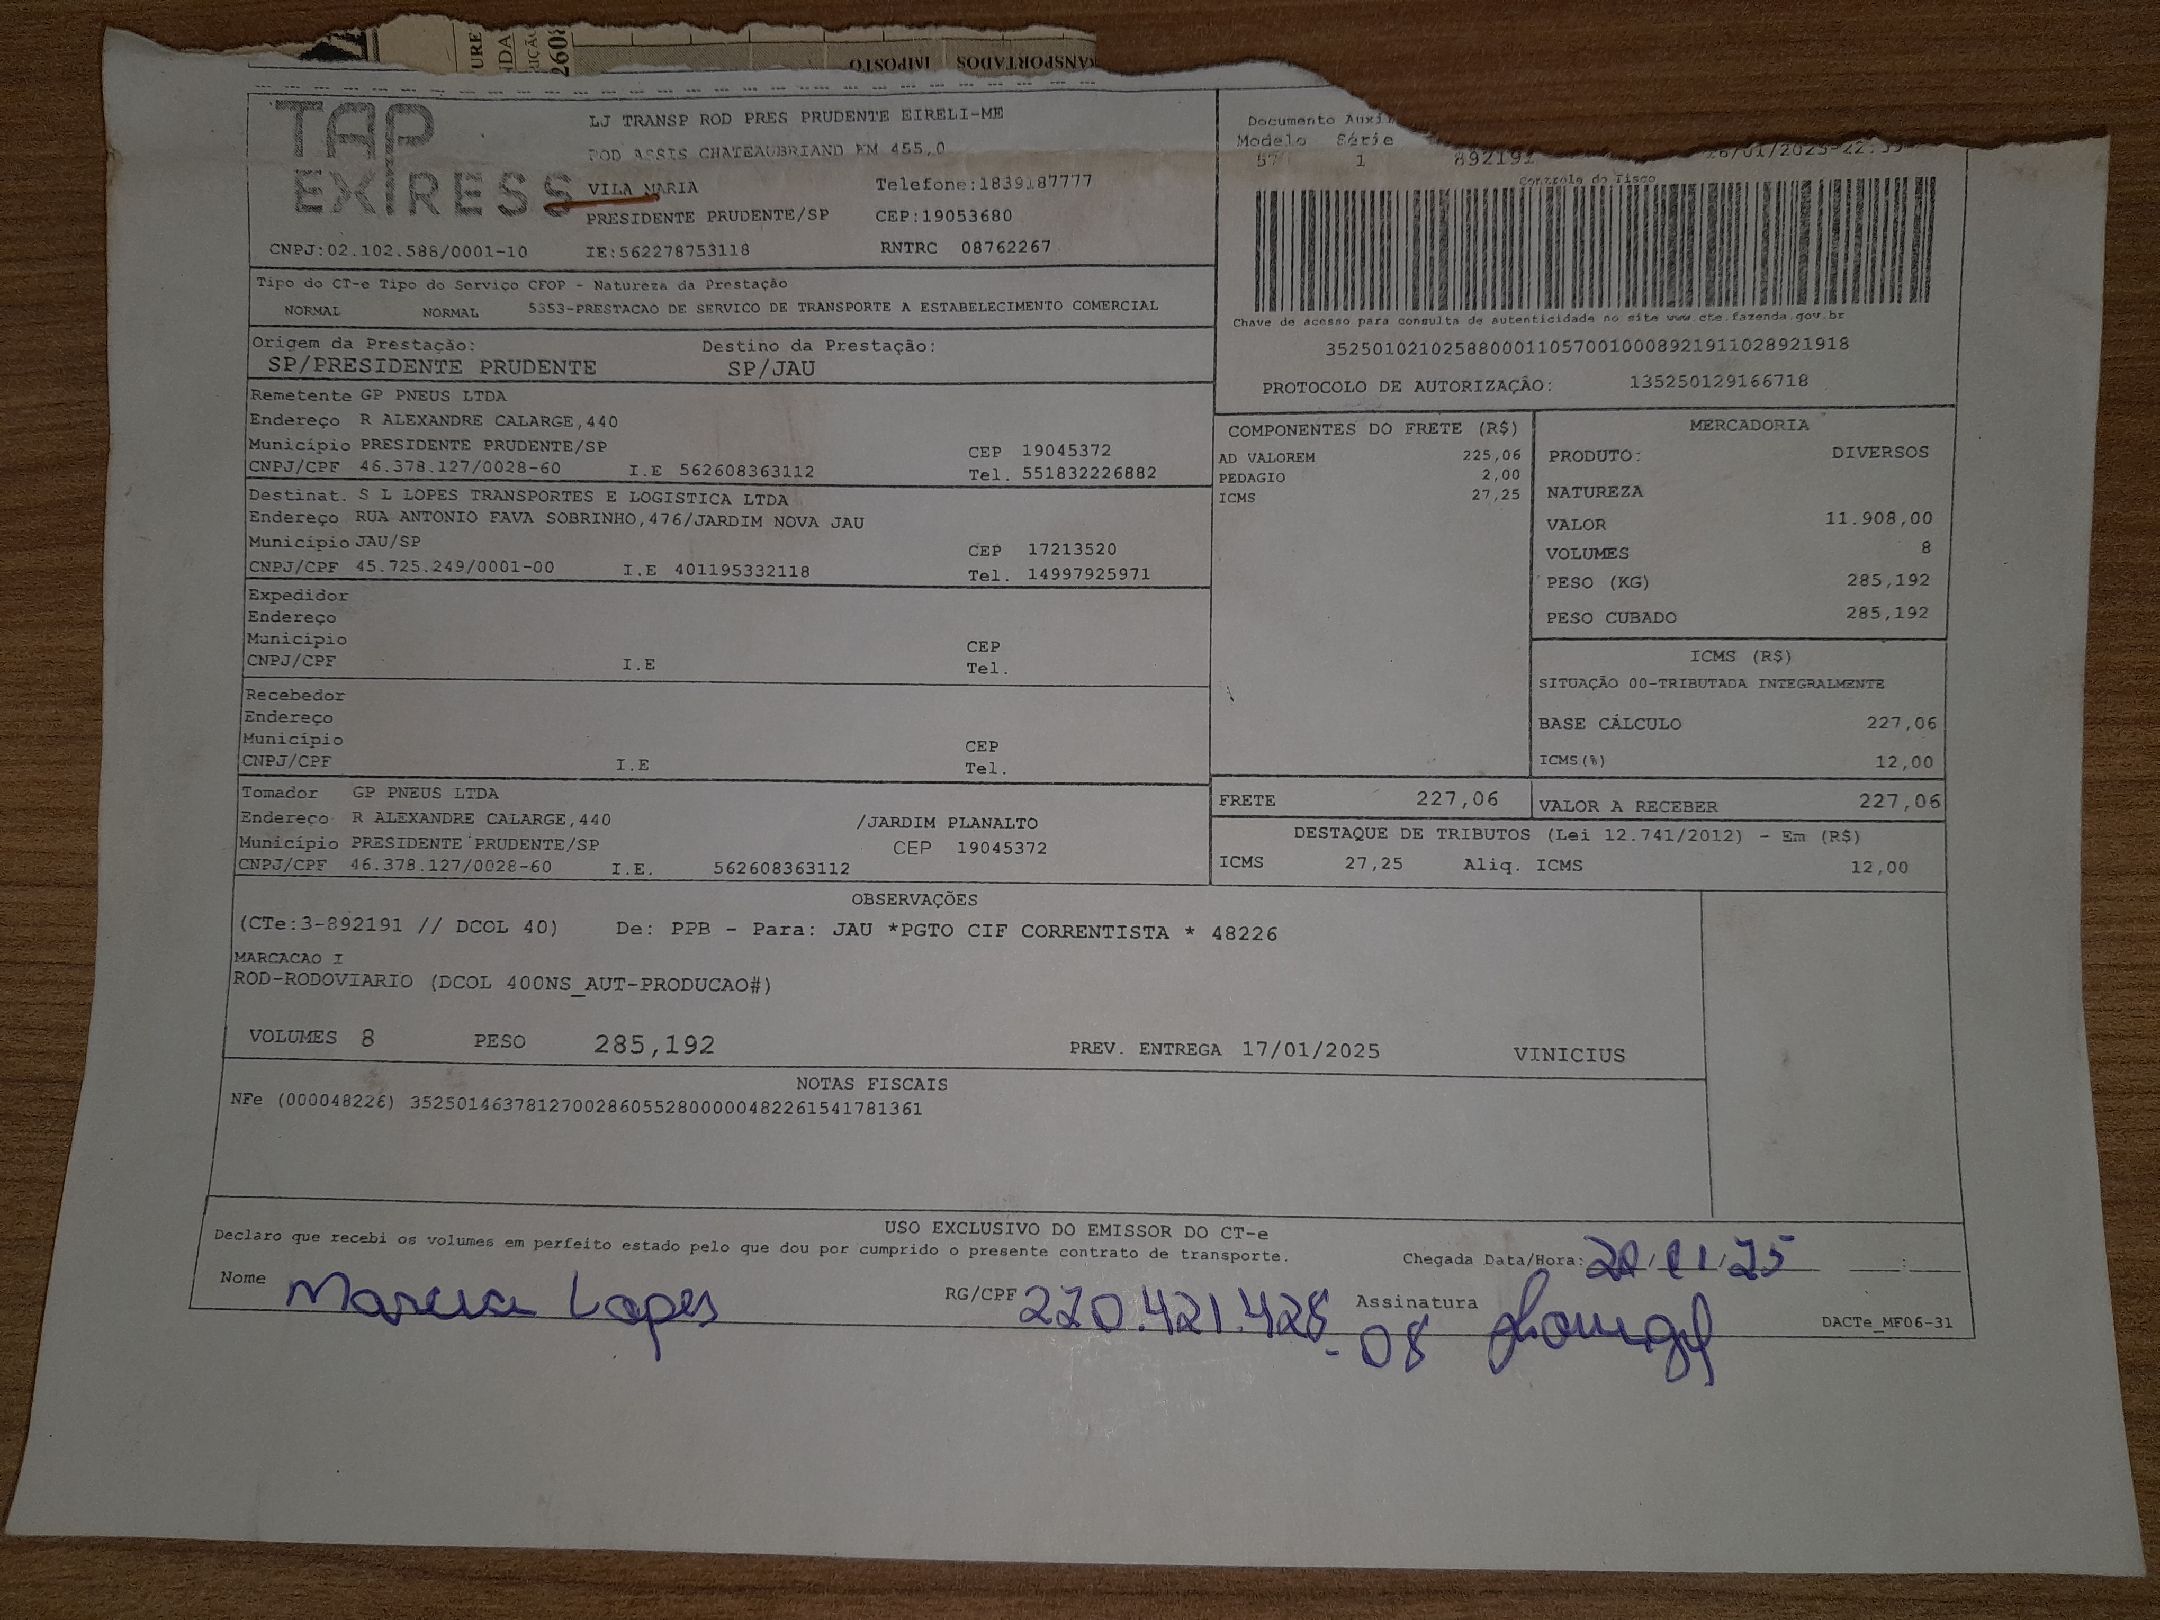 TRANSPORTADOS IMPOSTO
TAP
EXPRESS
LJ TRANSP ROD PRES PRUDENTE EIRELI-ME
ROD ASSIS CHATEAUBRIAND KM 455,0
VILA MARIA Telefone:1839187777
PRESIDENTE PRUDENTE/SP CEP:19053680
CNPJ:02.102.588/0001-10 IE:562278753118 RNTRC 08762267
Documento
Modelo Série
57 1 892191
Controle do Fisco
Chave de acesso para consulta de autenticidade no site www.cte.fazenda.gov.br
35250102102588000110570010008921911028921918
PROTOCOLO DE AUTORIZAÇÃO: 135250129166718
Tipo do CT-e Tipo do Serviço CFOP - Natureza da Prestação
NORMAL NORMAL 5353-PRESTACAO DE SERVICO DE TRANSPORTE A ESTABELECIMENTO COMERCIAL
Origem da Prestação: Destino da Prestação:
SP/PRESIDENTE PRUDENTE SP/JAU
Remetente GP PNEUS LTDA
Endereço R ALEXANDRE CALARGE,440
Município PRESIDENTE PRUDENTE/SP CEP 19045372
CNPJ/CPF 46.378.127/0028-60 I.E 562608363112 Tel. 551832226882
Destinat. S L LOPES TRANSPORTES E LOGISTICA LTDA
Endereço RUA ANTONIO FAVA SOBRINHO,476/JARDIM NOVA JAU
Município JAU/SP CEP 17213520
CNPJ/CPF 45.725.249/0001-00 I.E 401195332118 Tel. 14997925971
Expedidor
Endereço
Município CEP
CNPJ/CPF I.E Tel.
Recebedor
Endereço
Município CEP
CNPJ/CPF I.E Tel.
Tomador GP PNEUS LTDA
Endereço R ALEXANDRE CALARGE,440 /JARDIM PLANALTO
Município PRESIDENTE PRUDENTE/SP CEP 19045372
CNPJ/CPF 46.378.127/0028-60 I.E. 562608363112
COMPONENTES DO FRETE (R$)
AD VALOREM 225,06
PEDAGIO 2,00
ICMS 27,25
MERCADORIA
PRODUTO: DIVERSOS
NATUREZA
VALOR 11.908,00
VOLUMES 8
PESO (KG) 285,192
PESO CUBADO 285,192
ICMS (R$)
SITUAÇÃO 00-TRIBUTADA INTEGRALMENTE
BASE CÁLCULO 227,06
ICMS(%) 12,00
FRETE 227,06 VALOR A RECEBER 227,06
DESTAQUE DE TRIBUTOS (Lei 12.741/2012) - Em (R$)
ICMS 27,25 Aliq. ICMS 12,00
OBSERVAÇÕES
(CTe:3-892191 // DCOL 40) De: PPB - Para: JAU *PGTO CIF CORRENTISTA * 48226
MARCACAO I
ROD-RODOVIARIO (DCOL 400NS_AUT-PRODUCAO#)
VOLUMES 8 PESO 285,192 PREV. ENTREGA 17/01/2025 VINICIUS
NOTAS FISCAIS
NFe (000048226) 35250146378127002860552800000482261541781361
USO EXCLUSIVO DO EMISSOR DO CT-e
Declaro que recebi os volumes em perfeito estado pelo que dou por cumprido o presente contrato de transporte.
Chegada Data/Hora: 20/01/25 :
Nome Marcia Lopes RG/CPF 220.421.428-08 Assinatura
DACTe_MF06-31